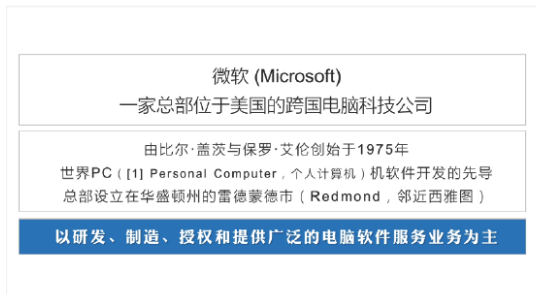 微软 (Microsoft)
一家总部位于美国的跨国电脑科技公司
由比尔·盖茨与保罗·艾伦创始于1975年
世界PC（[1] Personal Computer，个人计算机）机软件开发的先导
总部设立在华盛顿州的雷德蒙德市（Redmond，邻近西雅图）
以研发、制造、授权和提供广泛的电脑软件服务业务为主